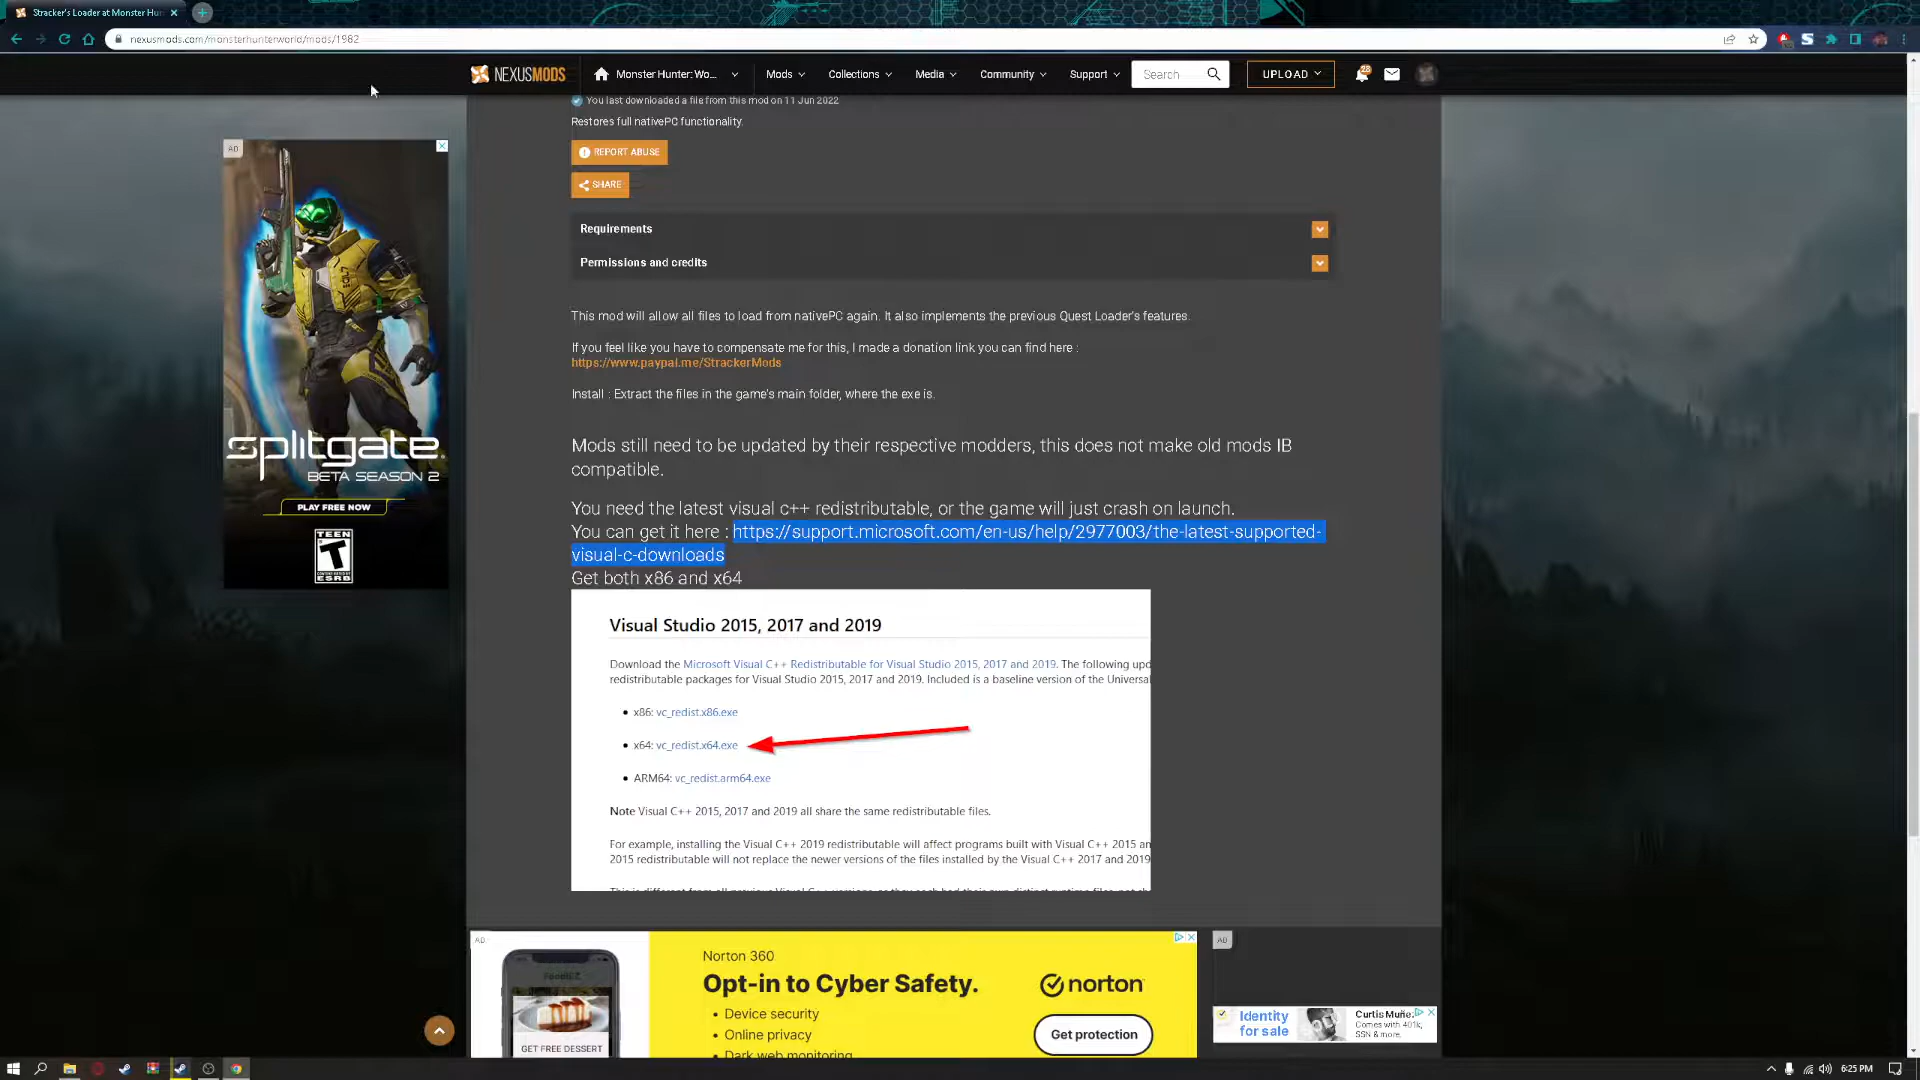 Stracker's Loader at Monster Hun
nexusmods.com/monsterhunterworld/mods/1982
NEXUSMODS
Monster Hunter: Wo...
Mods
Collections
Media
Community
Support
Search
UPLOAD
28
You last downloaded a file from this mod on 11 Jun 2022
Restores full nativePC functionality.
REPORT ABUSE
SHARE
Requirements
Permissions and credits
This mod will allow all files to load from nativePC again. It also implements the previous Quest Loader's features.
If you feel like you have to compensate me for this, I made a donation link you can find here :
https://www.paypal.me/StrackerMods
Install : Extract the files in the game's main folder, where the exe is.
Mods still need to be updated by their respective modders, this does not make old mods IB
compatible.
You need the latest visual c++ redistributable, or the game will just crash on launch.
You can get it here : https://support.microsoft.com/en-us/help/2977003/the-latest-supported-
visual-c-downloads
Get both x86 and x64
Visual Studio 2015, 2017 and 2019
Download the Microsoft Visual C++ Redistributable for Visual Studio 2015, 2017 and 2019. The following upd
redistributable packages for Visual Studio 2015, 2017 and 2019. Included is a baseline version of the Universal
• x86: vc_redist.x86.exe
• x64: vc_redist.x64.exe
• ARM64: vc_redist.arm64.exe
Note Visual C++ 2015, 2017 and 2019 all share the same redistributable files.
For example, installing the Visual C++ 2019 redistributable will affect programs built with Visual C++ 2015 an
2015 redistributable will not replace the newer versions of the files installed by the Visual C++ 2017 and 2019
AD
splitgate
BETA SEASON 2
PLAY FREE NOW
TEEN
T
ESRB
AD
GET FREE DESSERT
Norton 360
Opt-in to Cyber Safety.
• Device security
• Online privacy
• Dark web monitoring
norton
Get protection
AD
Identity
for sale
Curtis Muñe:
Comes with 401k,
SSN & more.
6:25 PM